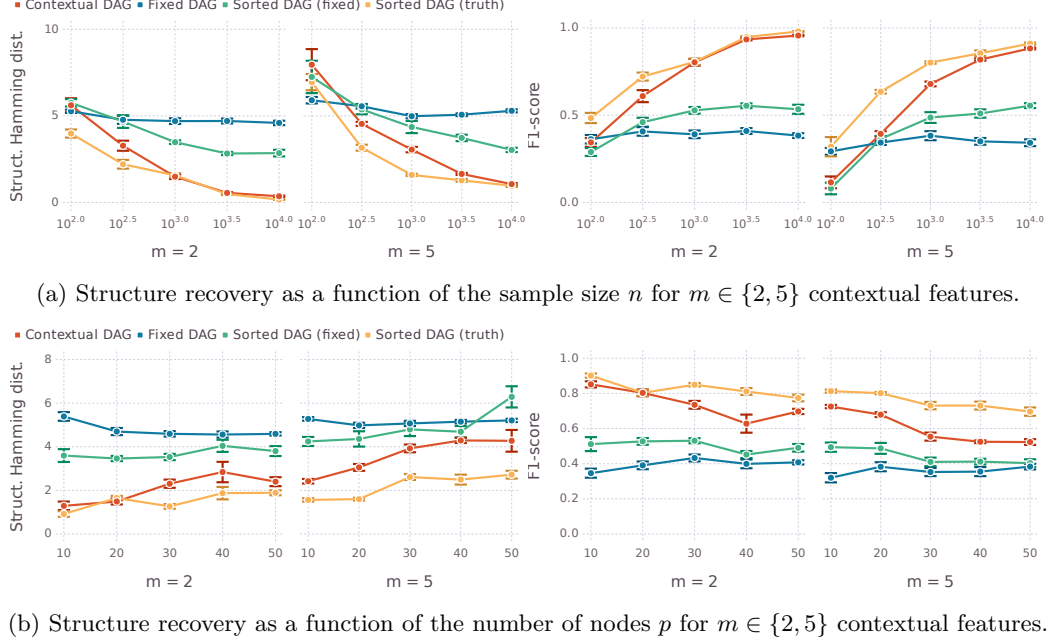 Contextual DAG Fixed DAG Sorted DAG (fixed) Sorted DAG (truth)
Struct. Hamming dist.
10
5
0
10^2.0 10^2.5 10^3.0 10^3.5 10^4.0
m = 2
10^2.0 10^2.5 10^3.0 10^3.5 10^4.0
m = 5
F1-score
1.0
0.5
0.0
10^2.0 10^2.5 10^3.0 10^3.5 10^4.0
m = 2
10^2.0 10^2.5 10^3.0 10^3.5 10^4.0
m = 5
(a) Structure recovery as a function of the sample size n for m ∈ {2, 5} contextual features.
Contextual DAG Fixed DAG Sorted DAG (fixed) Sorted DAG (truth)
Struct. Hamming dist.
8
6
4
2
0
10 20 30 40 50
m = 2
10 20 30 40 50
m = 5
F1-score
1.0
0.8
0.6
0.4
0.2
0.0
10 20 30 40 50
m = 2
10 20 30 40 50
m = 5
(b) Structure recovery as a function of the number of nodes p for m ∈ {2, 5} contextual features.